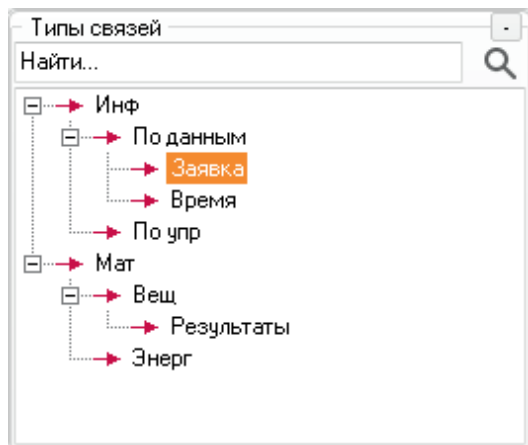 Типы связей
Найти...
Инф
По данным
Заявка
Время
По упр
Мат
Вещ
Результаты
Энерг